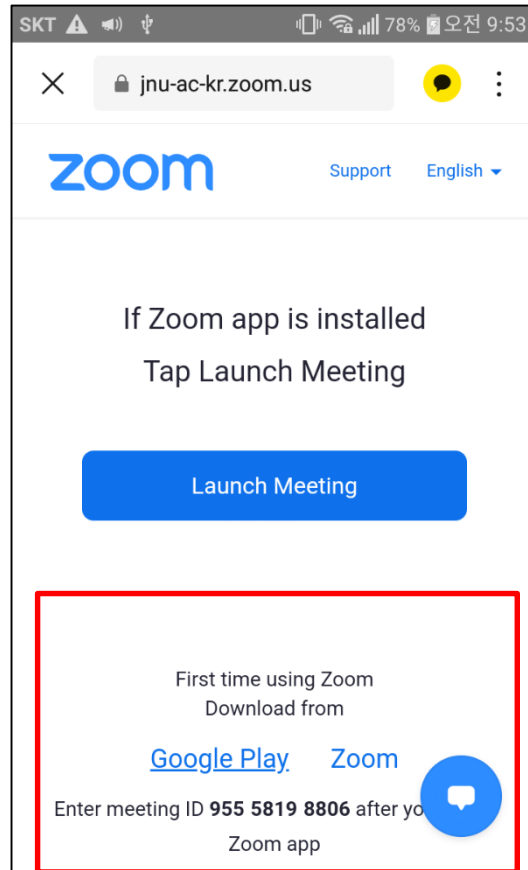 SKT 78% 오전 9:53
jnu-ac-kr.zoom.us
zoom Support English
If Zoom app is installed
Tap Launch Meeting
Launch Meeting
First time using Zoom
Download from
Google Play Zoom
Enter meeting ID 955 5819 8806 after
Zoom app